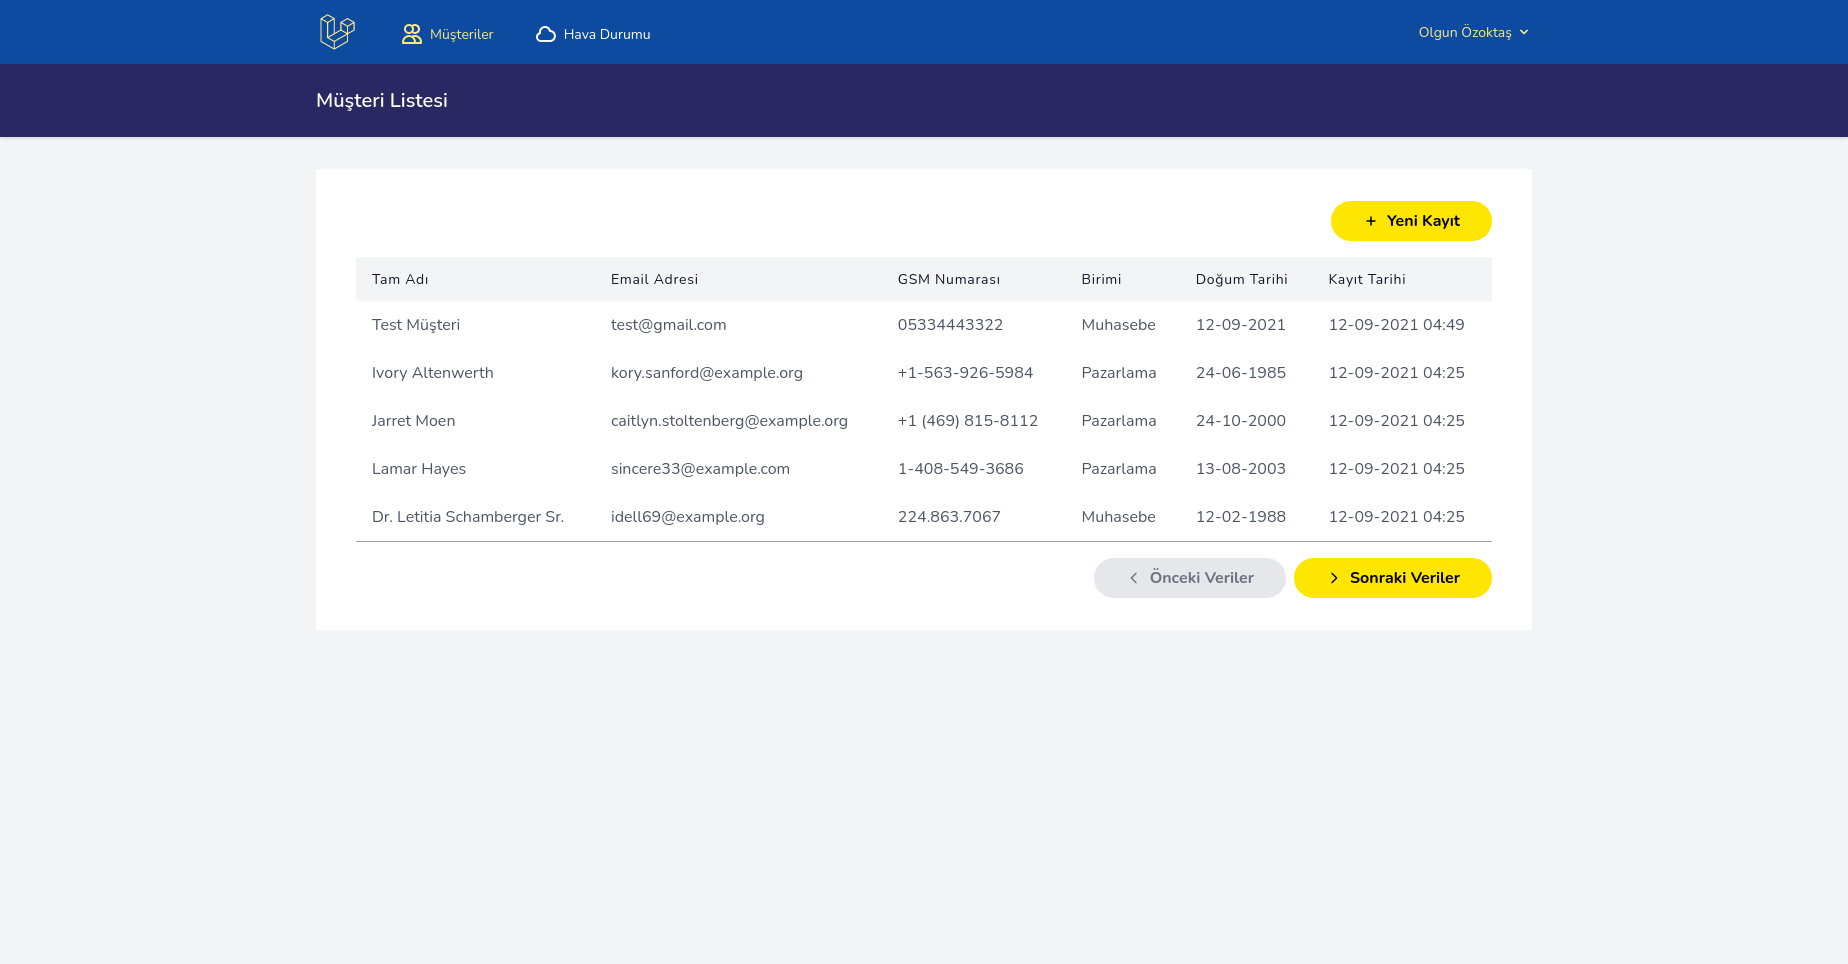 Müşteriler Hava Durumu Olgun Özoktaş
Müşteri Listesi
+ Yeni Kayıt
Tam Adı Email Adresi GSM Numarası Birimi Doğum Tarihi Kayıt Tarihi
Test Müşteri test@gmail.com 05334443322 Muhasebe 12-09-2021 12-09-2021 04:49
Ivory Altenwerth kory.sanford@example.org +1-563-926-5984 Pazarlama 24-06-1985 12-09-2021 04:25
Jarret Moen caitlyn.stoltenberg@example.org +1 (469) 815-8112 Pazarlama 24-10-2000 12-09-2021 04:25
Lamar Hayes sincere33@example.com 1-408-549-3686 Pazarlama 13-08-2003 12-09-2021 04:25
Dr. Letitia Schamberger Sr. idell69@example.org 224.863.7067 Muhasebe 12-02-1988 12-09-2021 04:25
Önceki Veriler Sonraki Veriler